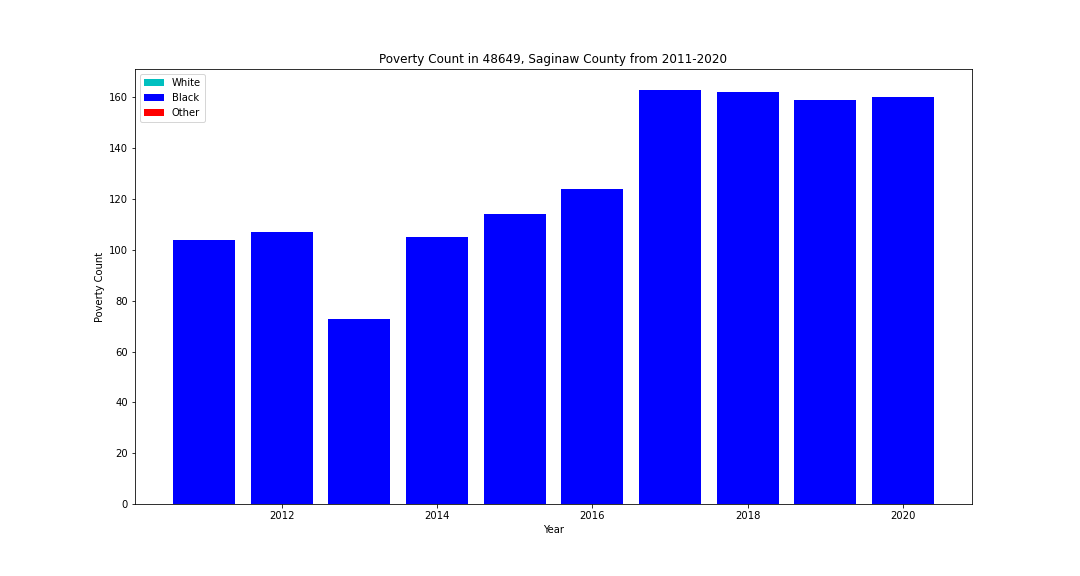 Poverty Count in 48649, Saginaw County from 2011-2020
White
Black
Other
160
140
120
100
80
60
40
20
0
Poverty Count
2012 2014 2016 2018 2020
Year